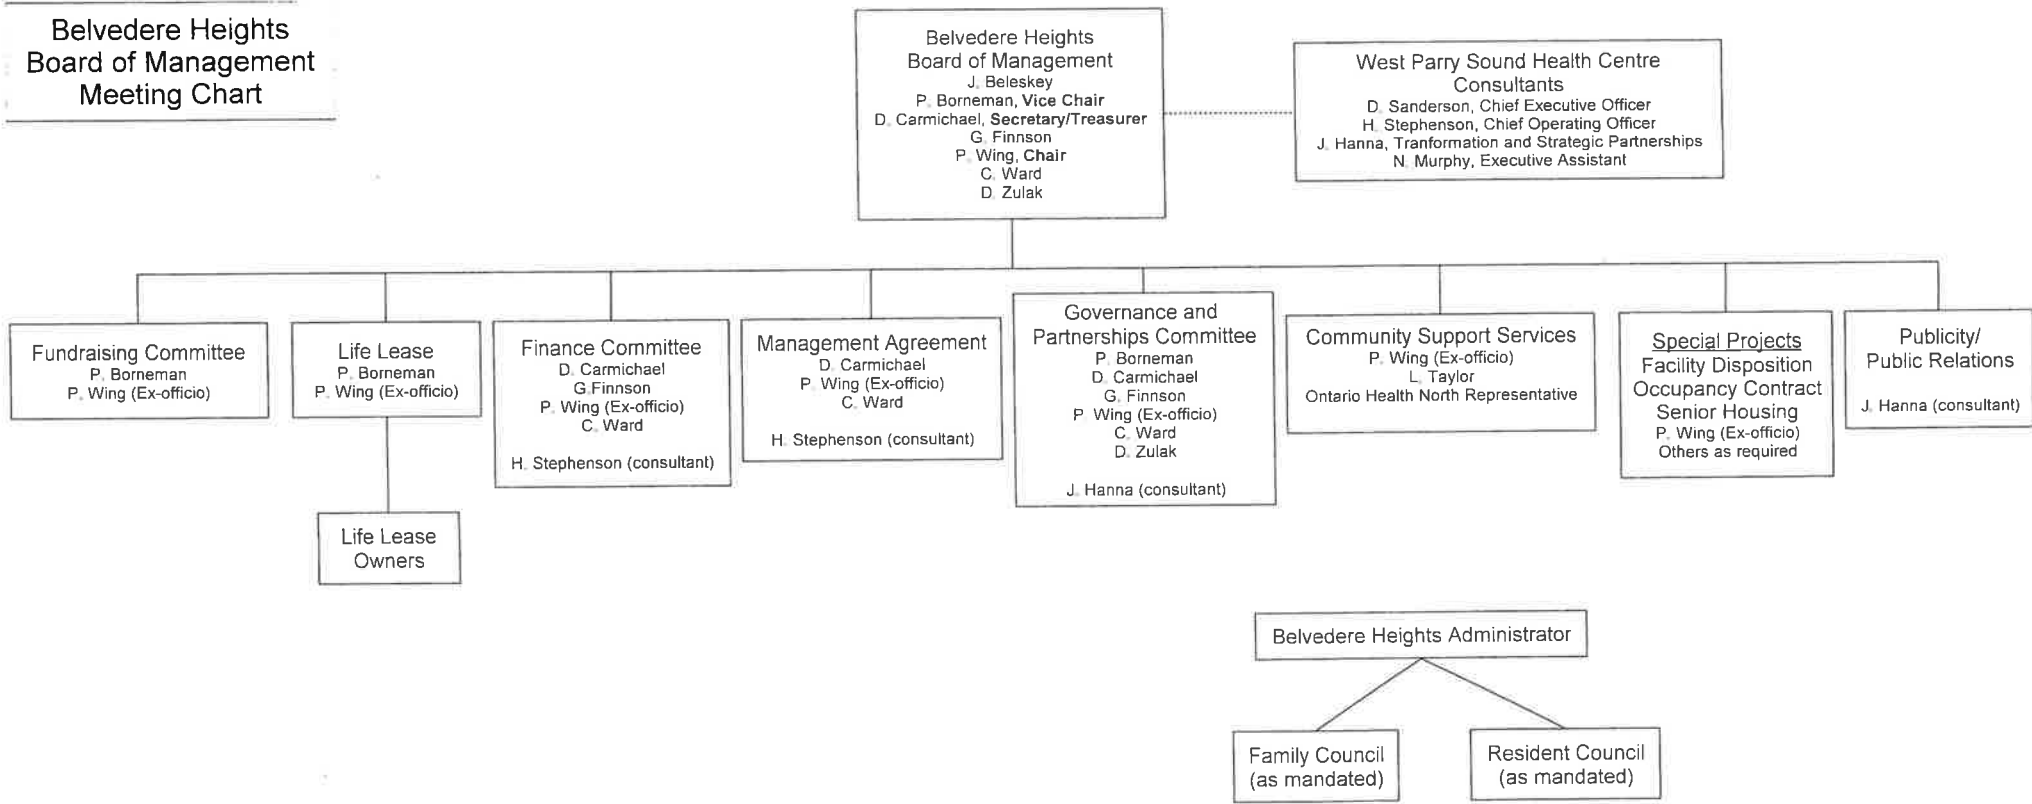 Belvedere Heights
Board of Management
Meeting Chart
Belvedere Heights
Board of Management
J. Beleskey
P. Borneman, Vice Chair
D. Carmichael, Secretary/Treasurer
G. Finnson
P. Wing, Chair
C. Ward
D. Zulak
West Parry Sound Health Centre
Consultants
D. Sanderson, Chief Executive Officer
H. Stephenson, Chief Operating Officer
J. Hanna, Tranformation and Strategic Partnerships
N. Murphy, Executive Assistant
Fundraising Committee
P. Borneman
P. Wing (Ex-officio)
Life Lease
P. Borneman
P. Wing (Ex-officio)
Life Lease
Owners
Finance Committee
D. Carmichael
G.Finnson
P. Wing (Ex-officio)
C. Ward
H. Stephenson (consultant)
Management Agreement
D. Carmichael
P. Wing (Ex-officio)
C. Ward
H. Stephenson (consultant)
Governance and
Partnerships Committee
P. Borneman
D. Carmichael
G. Finnson
P. Wing (Ex-officio)
C. Ward
D. Zulak
J. Hanna (consultant)
Community Support Services
P. Wing (Ex-officio)
L. Taylor
Ontario Health North Representative
Special Projects
Facility Disposition
Occupancy Contract
Senior Housing
P. Wing (Ex-officio)
Others as required
Publicity/
Public Relations
J. Hanna (consultant)
Belvedere Heights Administrator
Family Council
(as mandated)
Resident Council
(as mandated)